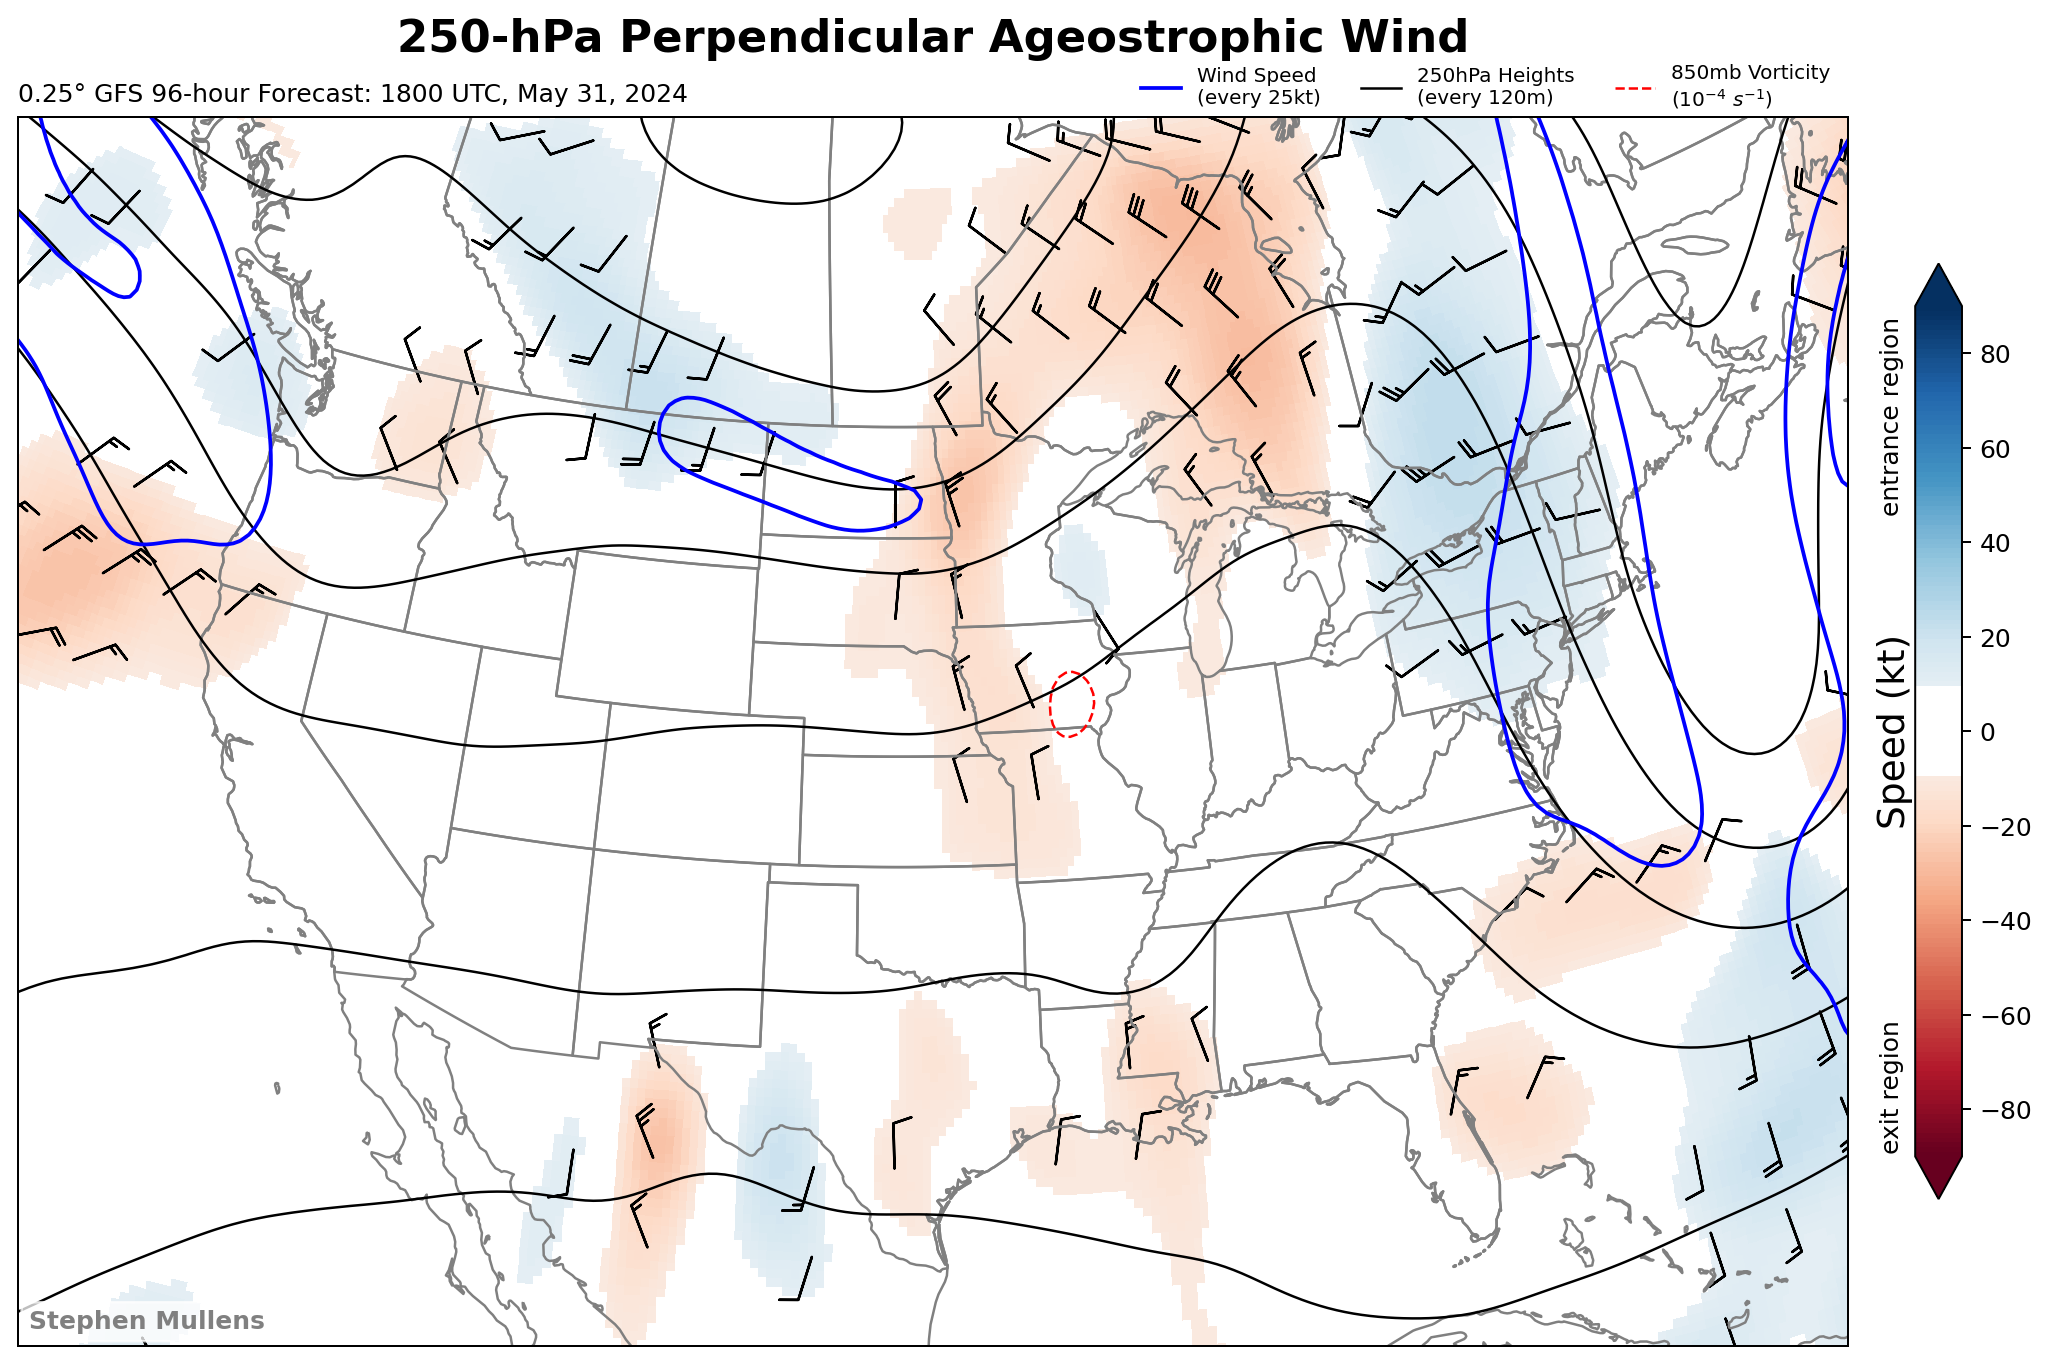 250-hPa Perpendicular Ageostrophic Wind
0.25° GFS 96-hour Forecast: 1800 UTC, May 31, 2024
Wind Speed
(every 25kt)
250hPa Heights
(every 120m)
850mb Vorticity
(10⁻⁴ s⁻¹)
entrance region
Speed (kt)
exit region
80
60
40
20
0
−20
−40
−60
−80
Stephen Mullens